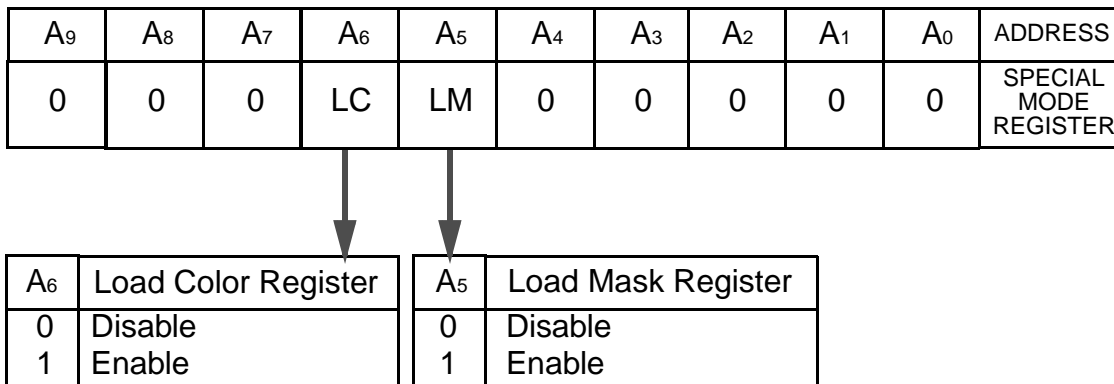 A9 A8 A7 A6 A5 A4 A3 A2 A1 A0 ADDRESS
0 0 0 LC LM 0 0 0 0 0 SPECIAL MODE REGISTER
A6 Load Color Register
0 Disable
1 Enable
A5 Load Mask Register
0 Disable
1 Enable